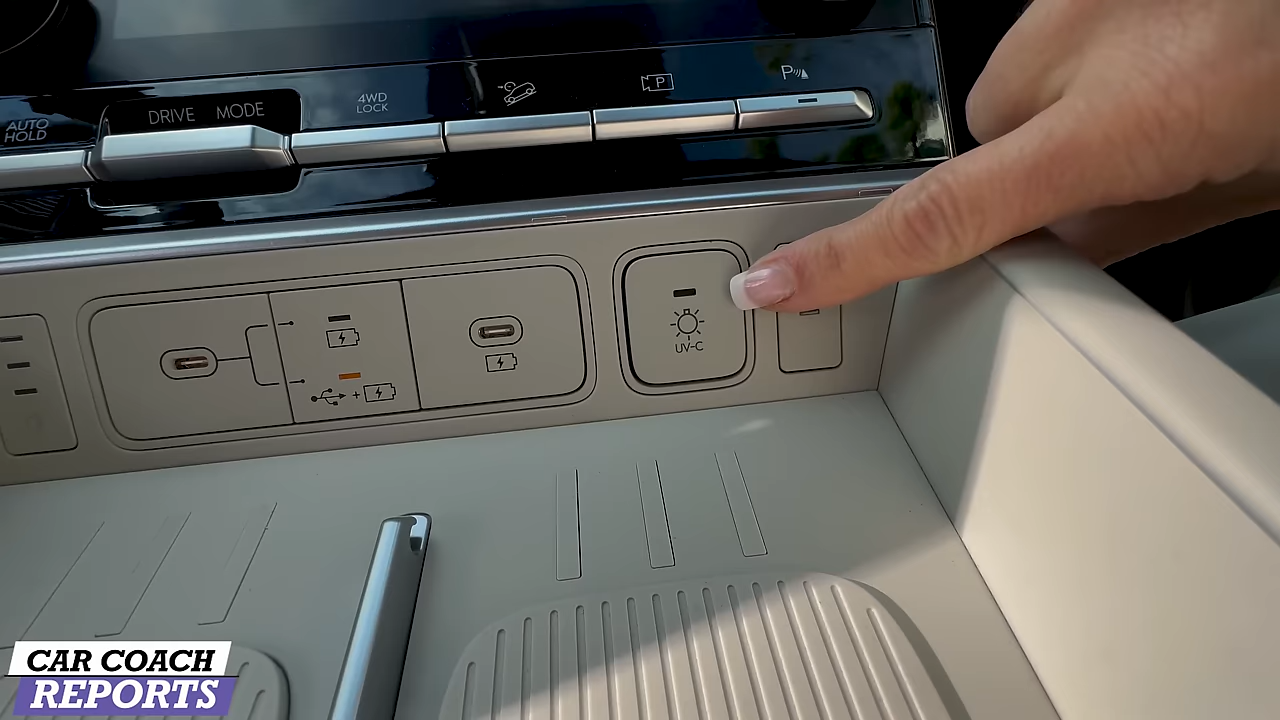 AUTO
HOLD
DRIVE MODE
4WD
LOCK
P
P
UV-C
CAR COACH
REPORTS